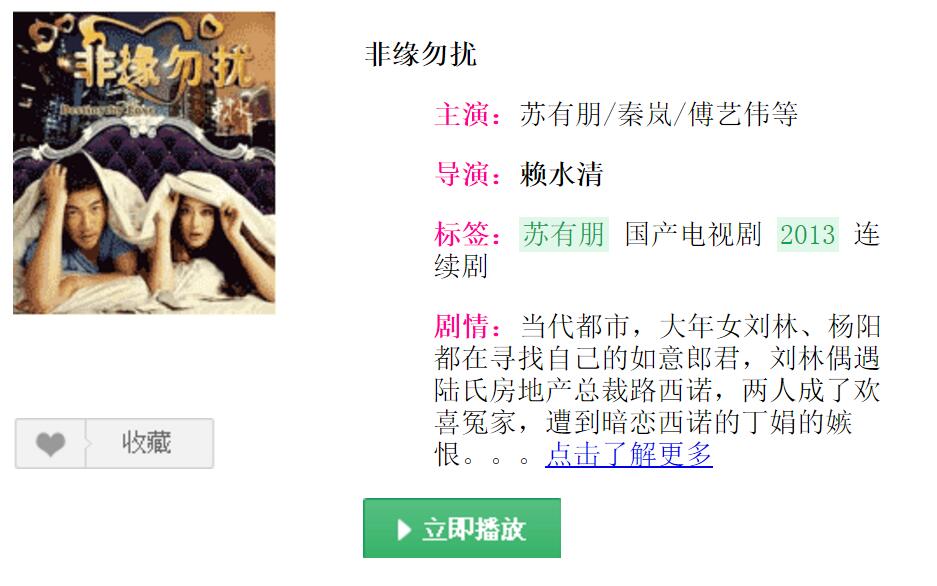 非缘勿扰
非缘勿扰
主演：苏有朋/秦岚/傅艺伟等
导演：赖水清
标签：苏有朋 国产电视剧 2013 连
续剧
剧情：当代都市，大年女刘林、杨阳
都在寻找自己的如意郎君，刘林偶遇
陆氏房地产总裁路西诺，两人成了欢
喜冤家，遭到暗恋西诺的丁娟的嫉
恨。。。点击了解更多
收藏
立即播放